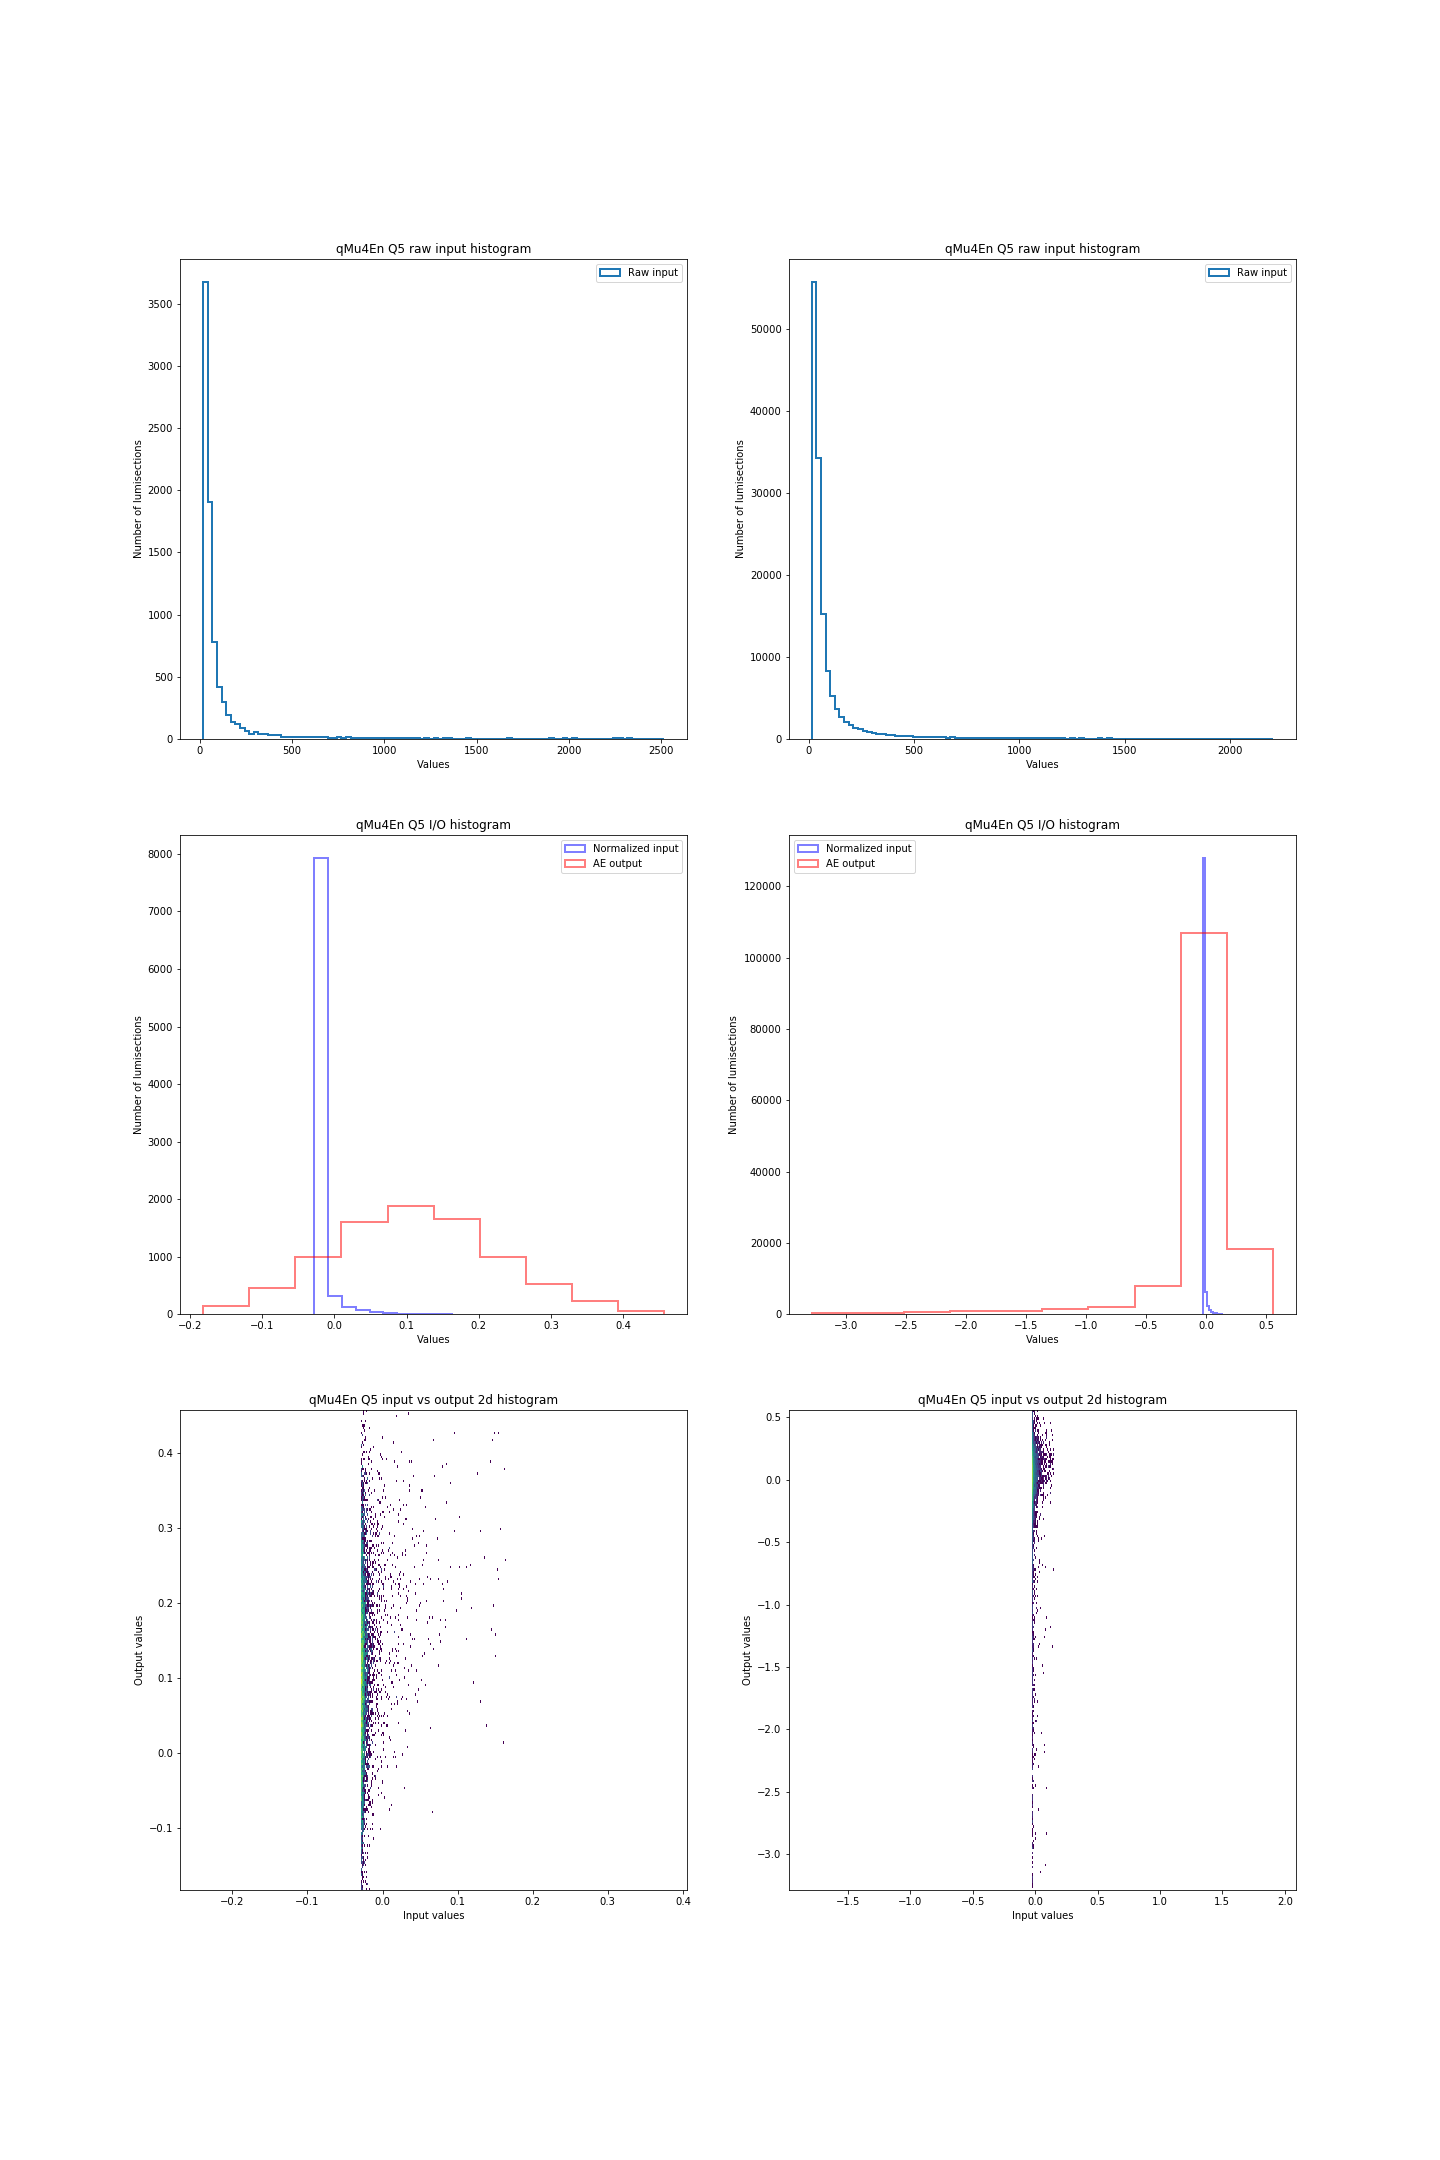 qMu4En Q5 raw input histogram
Raw input
3500
3000
2500
2000
1500
1000
500
0
Number of lumisections
0 500 1000 1500 2000 2500
Values
qMu4En Q5 raw input histogram
Raw input
50000
40000
30000
20000
10000
0
Number of lumisections
0 500 1000 1500 2000
Values
qMu4En Q5 I/O histogram
Normalized input
AE output
8000
7000
6000
5000
4000
3000
2000
1000
0
Number of lumisections
−0.2 −0.1 0.0 0.1 0.2 0.3 0.4
Values
qMu4En Q5 I/O histogram
Normalized input
AE output
120000
100000
80000
60000
40000
20000
0
Number of lumisections
−3.0 −2.5 −2.0 −1.5 −1.0 −0.5 0.0 0.5
Values
qMu4En Q5 input vs output 2d histogram
0.4
0.3
0.2
0.1
0.0
−0.1
Output values
−0.2 −0.1 0.0 0.1 0.2 0.3 0.4
Input values
qMu4En Q5 input vs output 2d histogram
0.5
0.0
−0.5
−1.0
−1.5
−2.0
−2.5
−3.0
Output values
−1.5 −1.0 −0.5 0.0 0.5 1.0 1.5 2.0
Input values